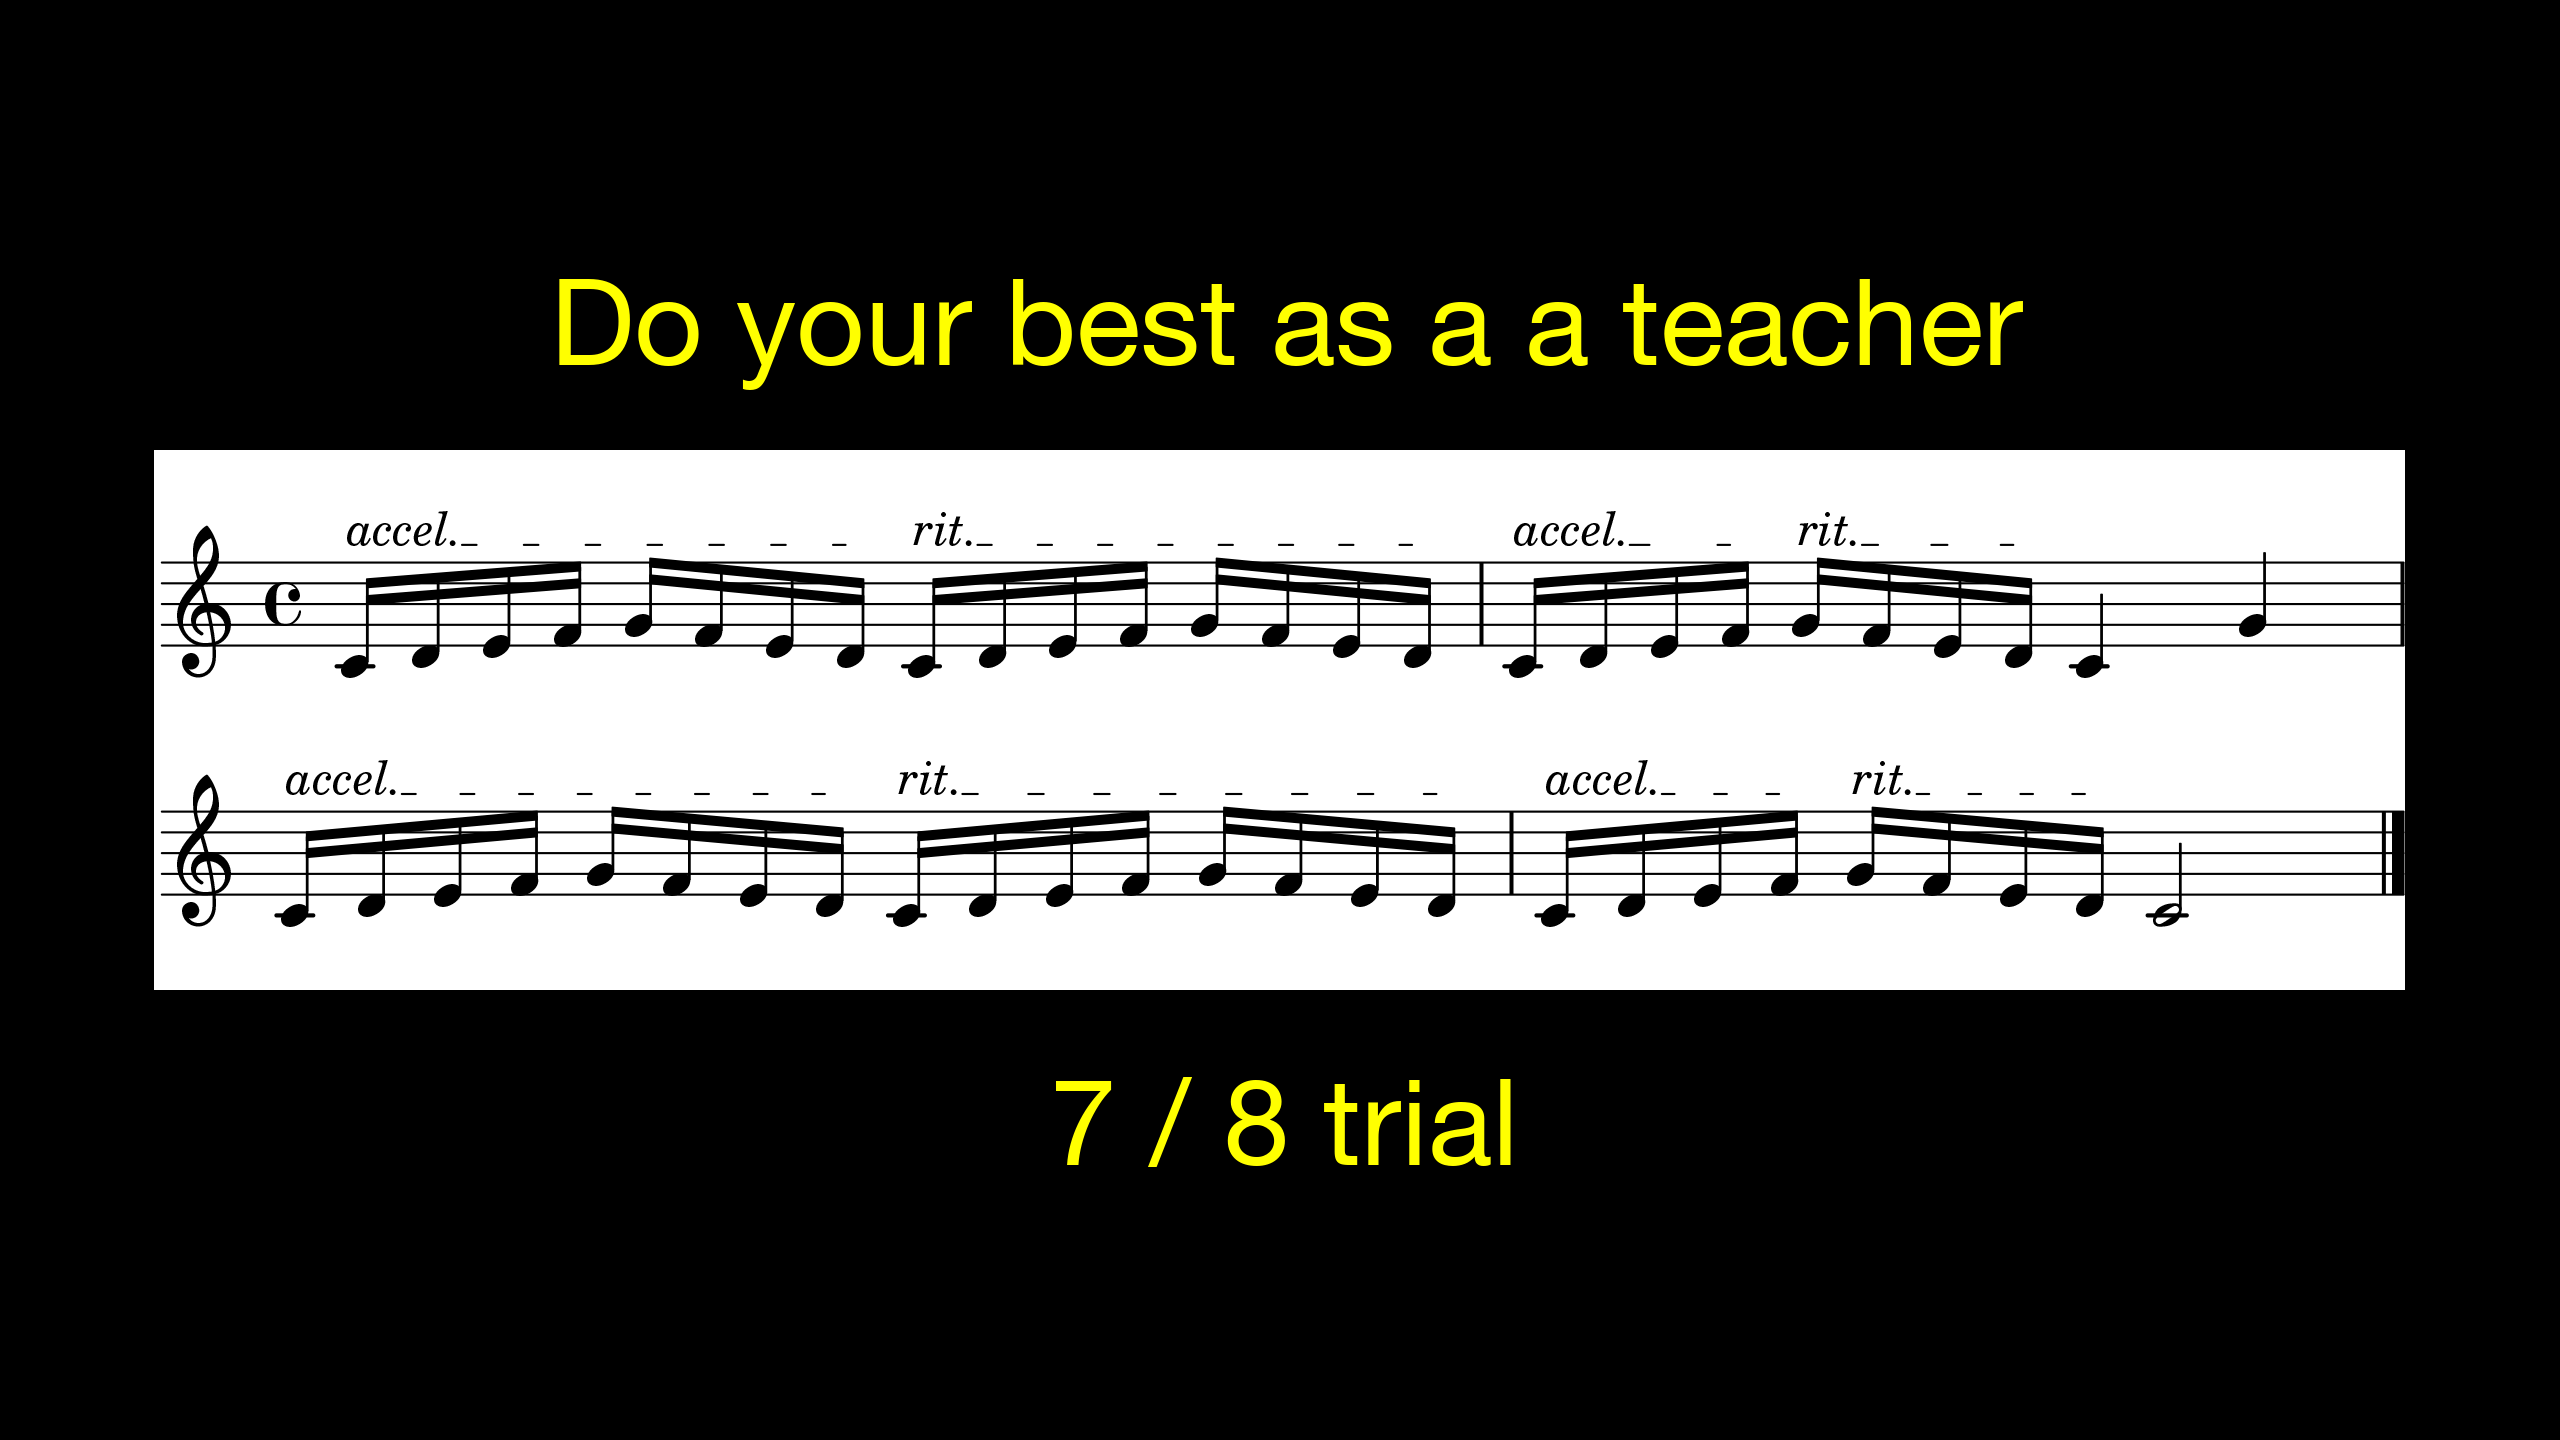 Do your best as a a teacher
accel. rit. accel. rit.
accel. rit. accel. rit.
7 / 8 trial